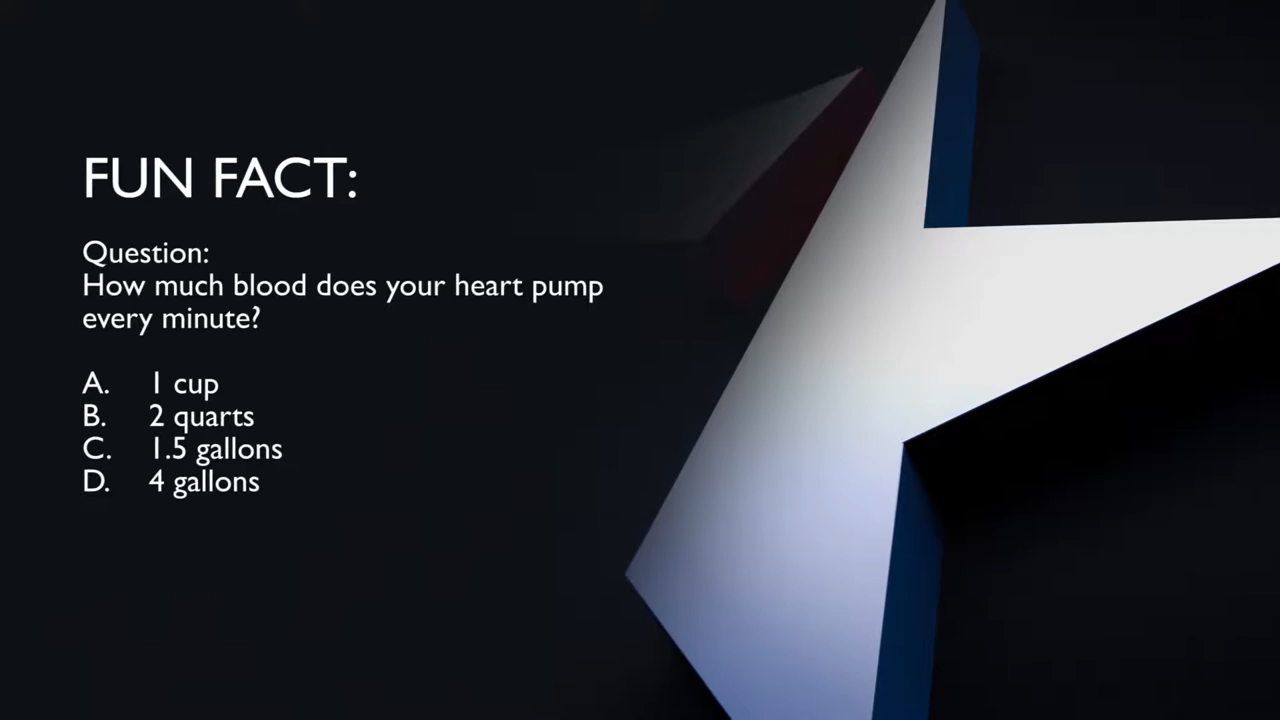 FUN FACT:
Question:
How much blood does your heart pump
every minute?
A. 1 cup
B. 2 quarts
C. 1.5 gallons
D. 4 gallons